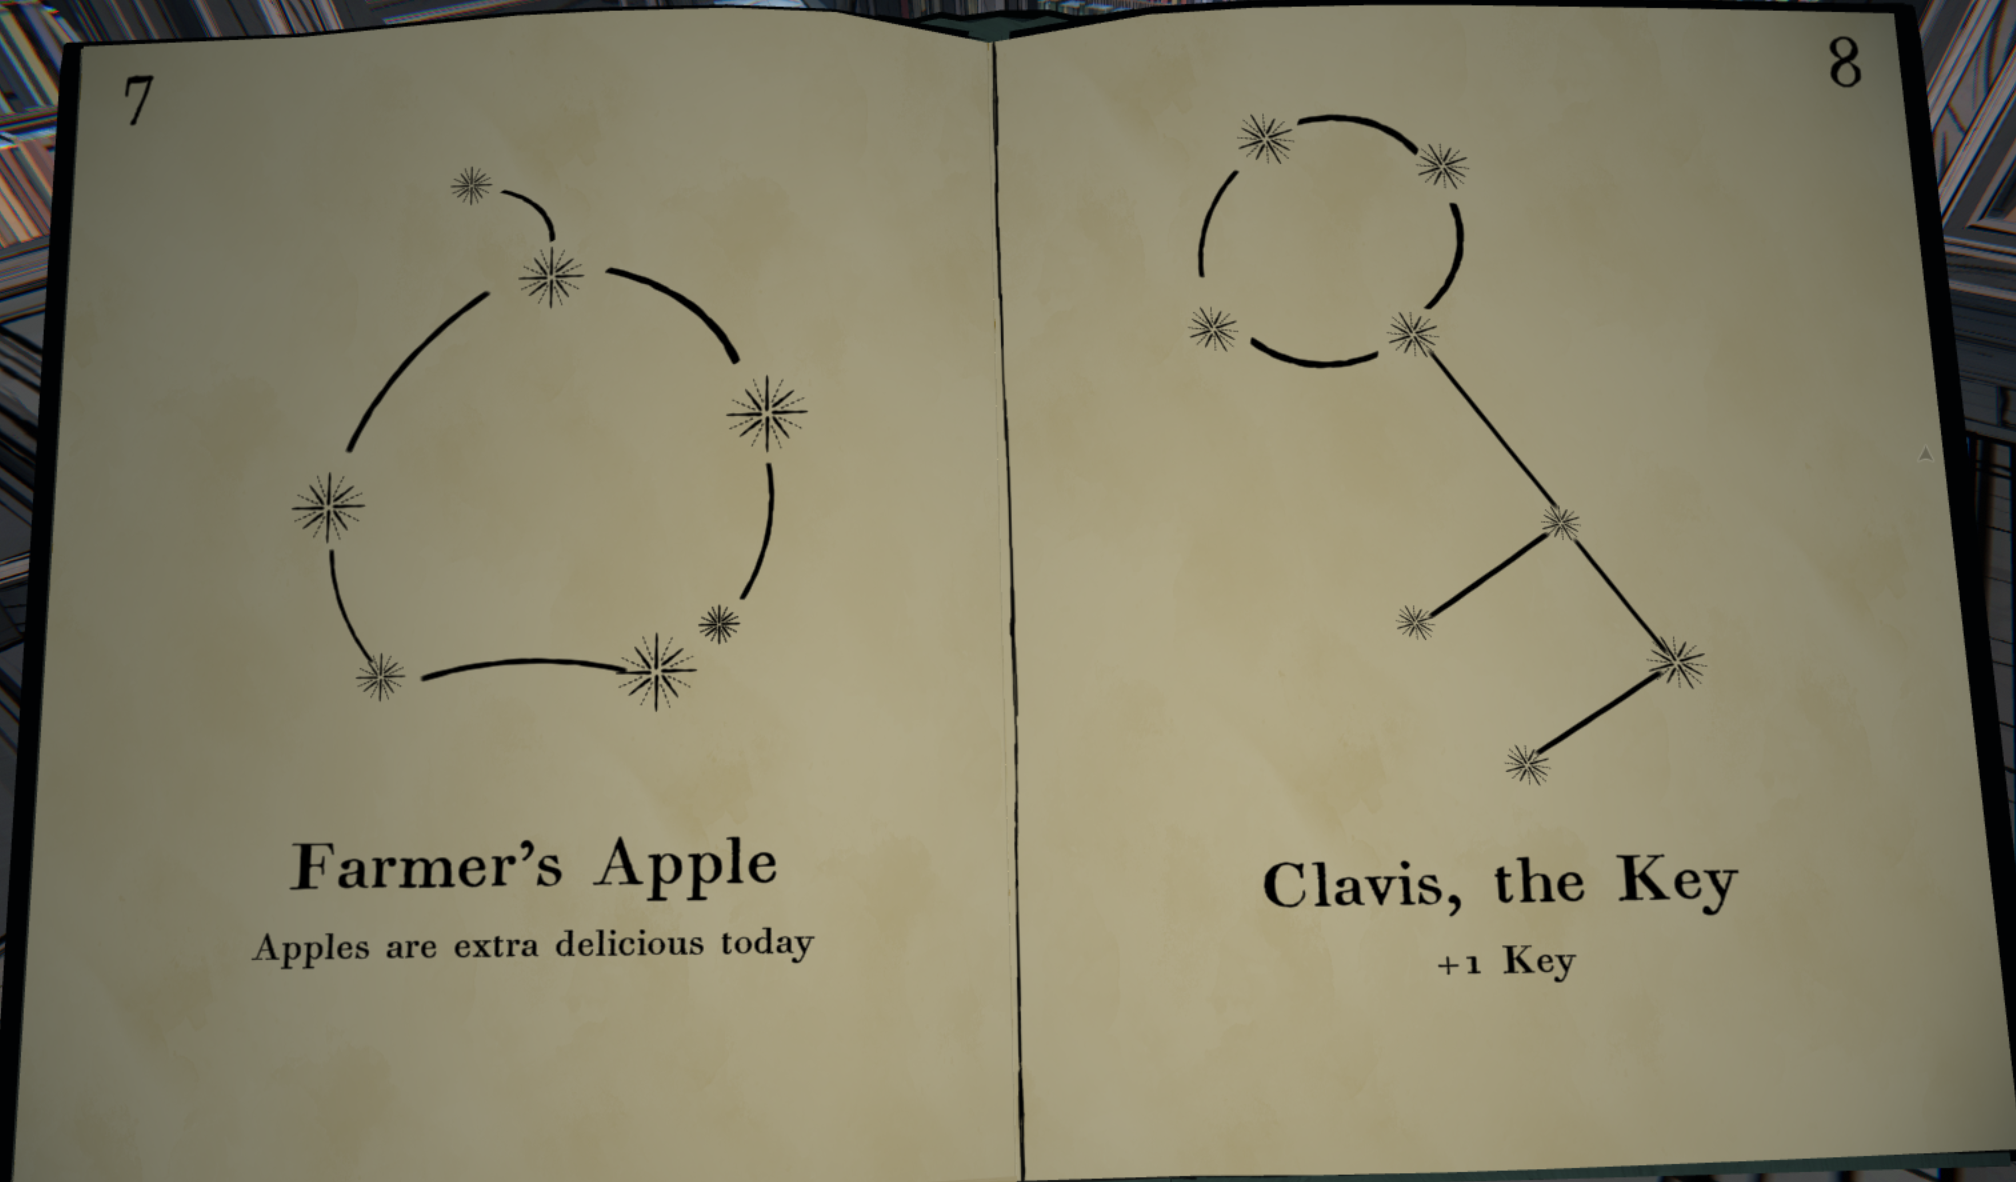 7
Farmer's Apple
Apples are extra delicious today
8
Clavis, the Key
+1 Key